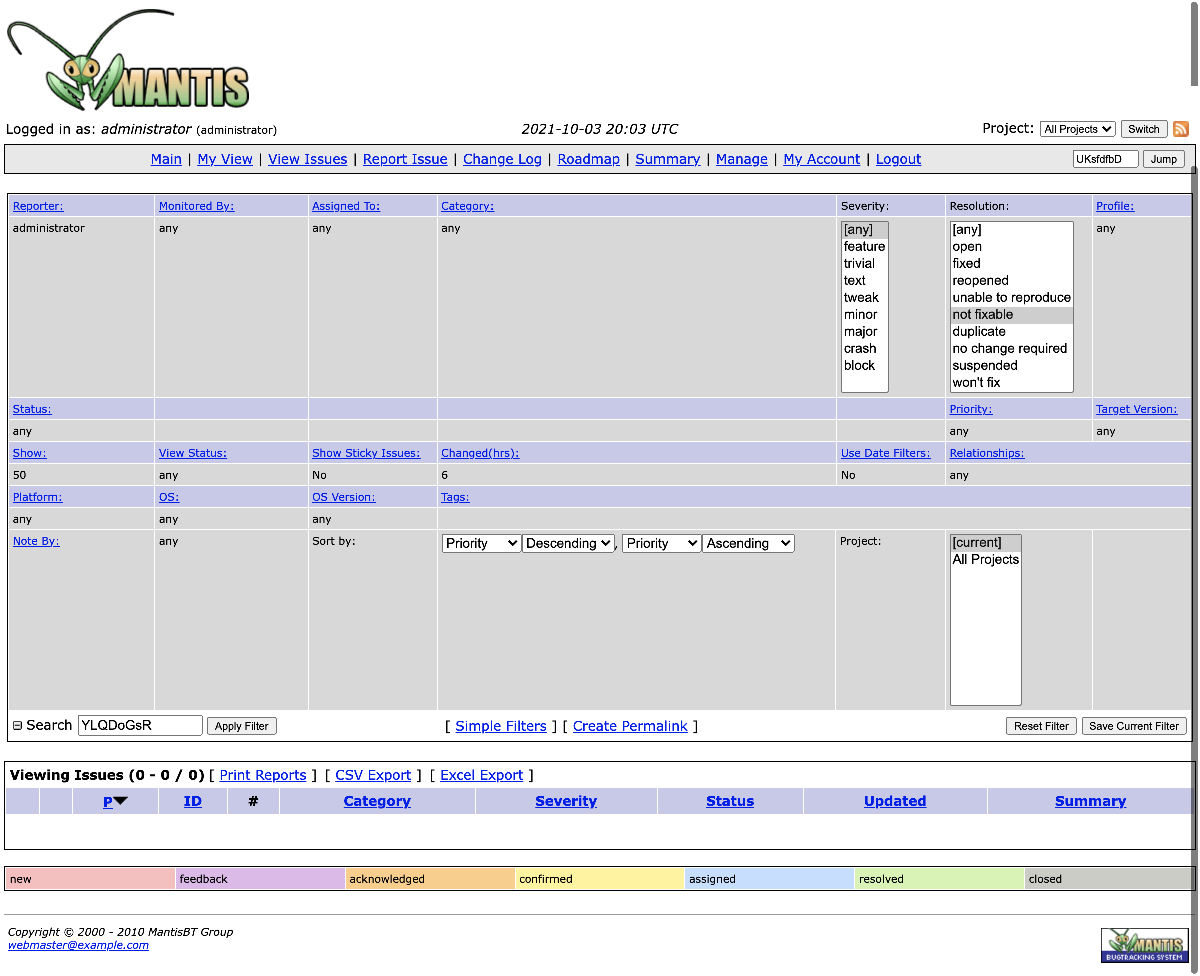 MANTIS
Logged in as: administrator (administrator) 2021-10-03 20:03 UTC Project: All Projects Switch
Main | My View | View Issues | Report Issue | Change Log | Roadmap | Summary | Manage | My Account | Logout UKsfdfbD Jump
Reporter: Monitored By: Assigned To: Category: Severity: Resolution: Profile:
administrator any any any [any] [any] any
feature open
trivial fixed
text reopened
tweak unable to reproduce
minor not fixable
major duplicate
crash no change required
block suspended
won't fix
Status: Priority: Target Version:
any any any
Show: View Status: Show Sticky Issues: Changed(hrs): Use Date Filters: Relationships:
50 any No 6 No any
Platform: OS: OS Version: Tags:
any any any
Note By: any Sort by: Priority Descending , Priority Ascending Project: [current]
All Projects
Search YLQDoGsR Apply Filter [ Simple Filters ] [ Create Permalink ] Reset Filter Save Current Filter
Viewing Issues (0 - 0 / 0) [ Print Reports ] [ CSV Export ] [ Excel Export ]
P ID # Category Severity Status Updated Summary
new feedback acknowledged confirmed assigned resolved closed
Copyright © 2000 - 2010 MantisBT Group
webmaster@example.com
MANTIS
BUGTRACKING SYSTEM